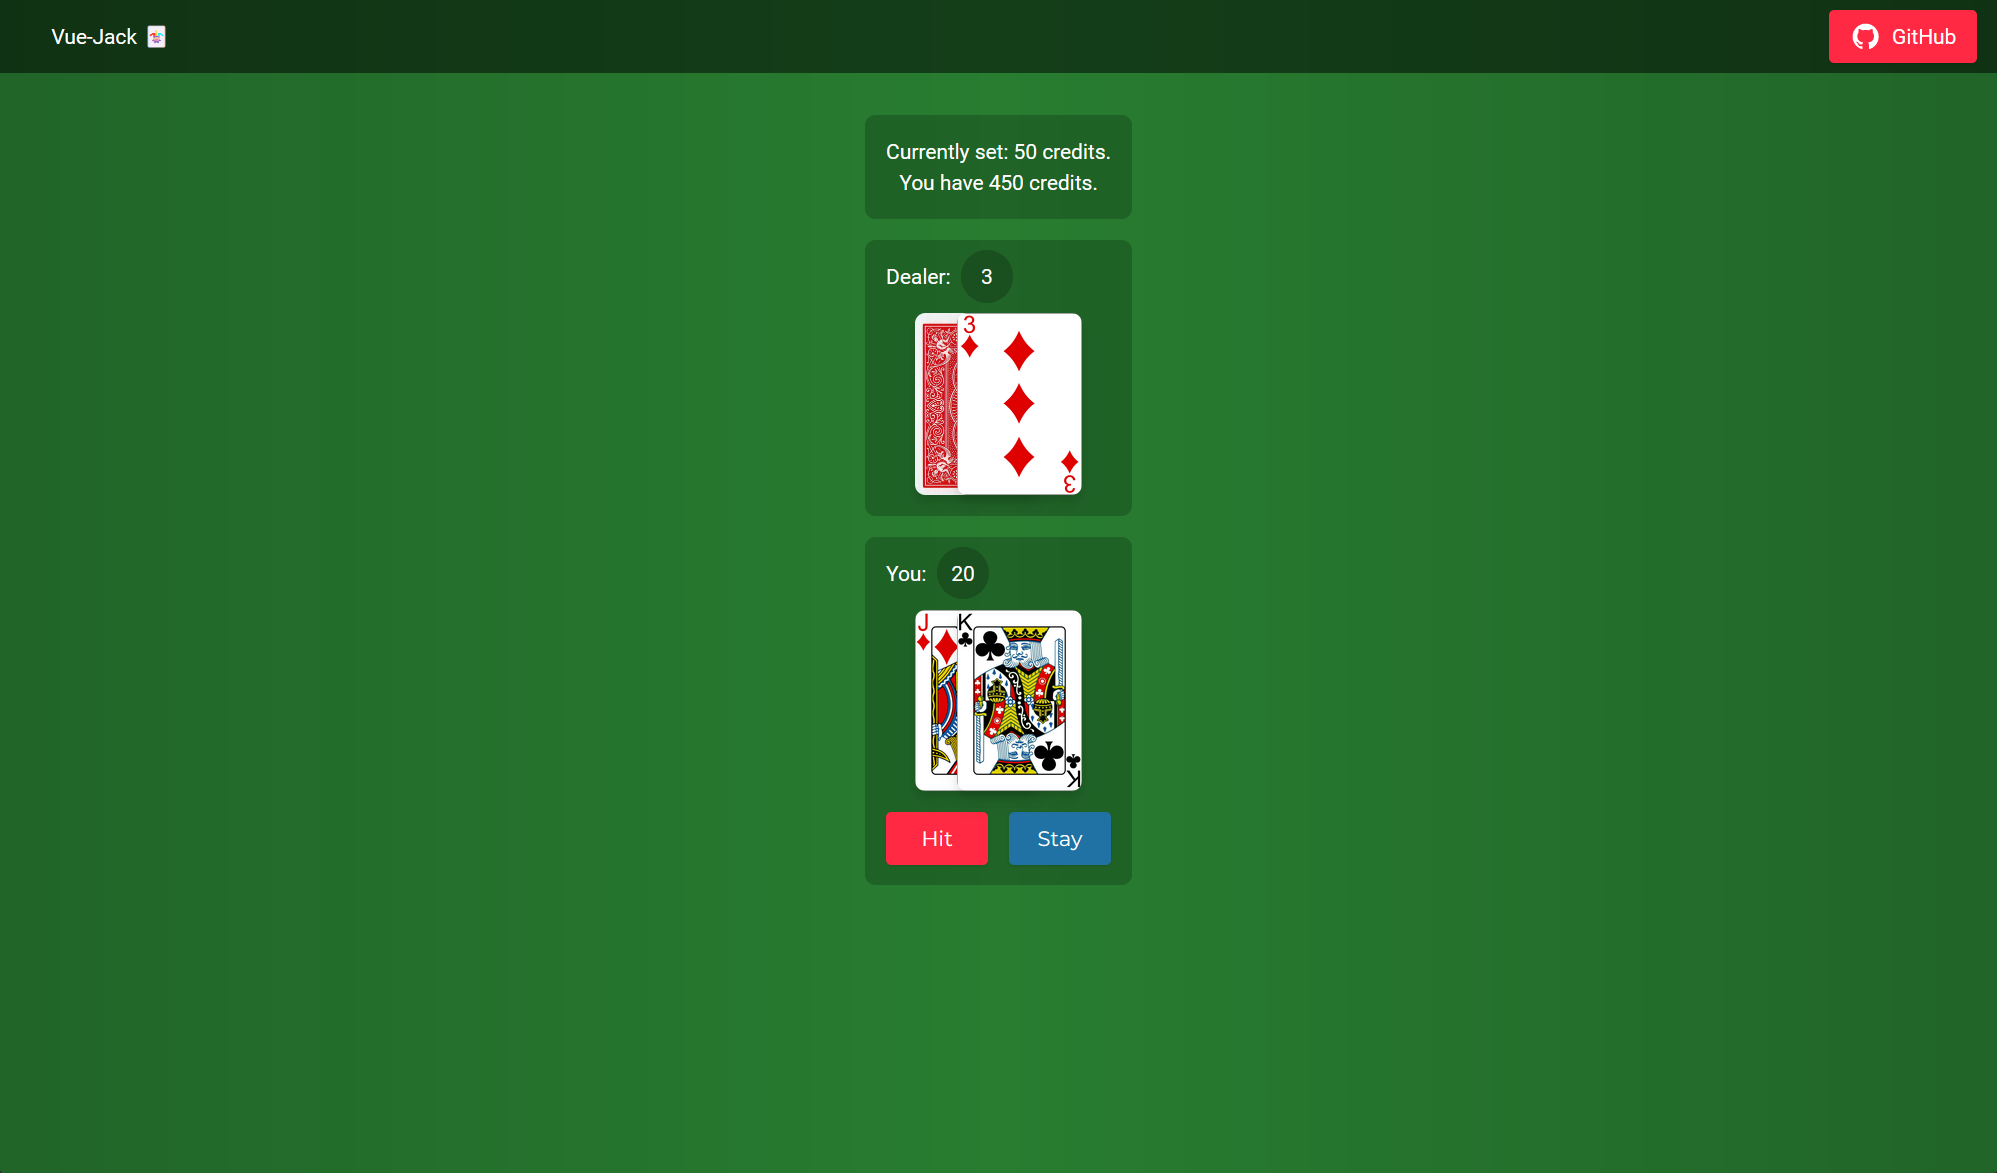 Vue-Jack
GitHub
Currently set: 50 credits.
You have 450 credits.
Dealer: 3
3
3
You: 20
J
K
K
Hit
Stay